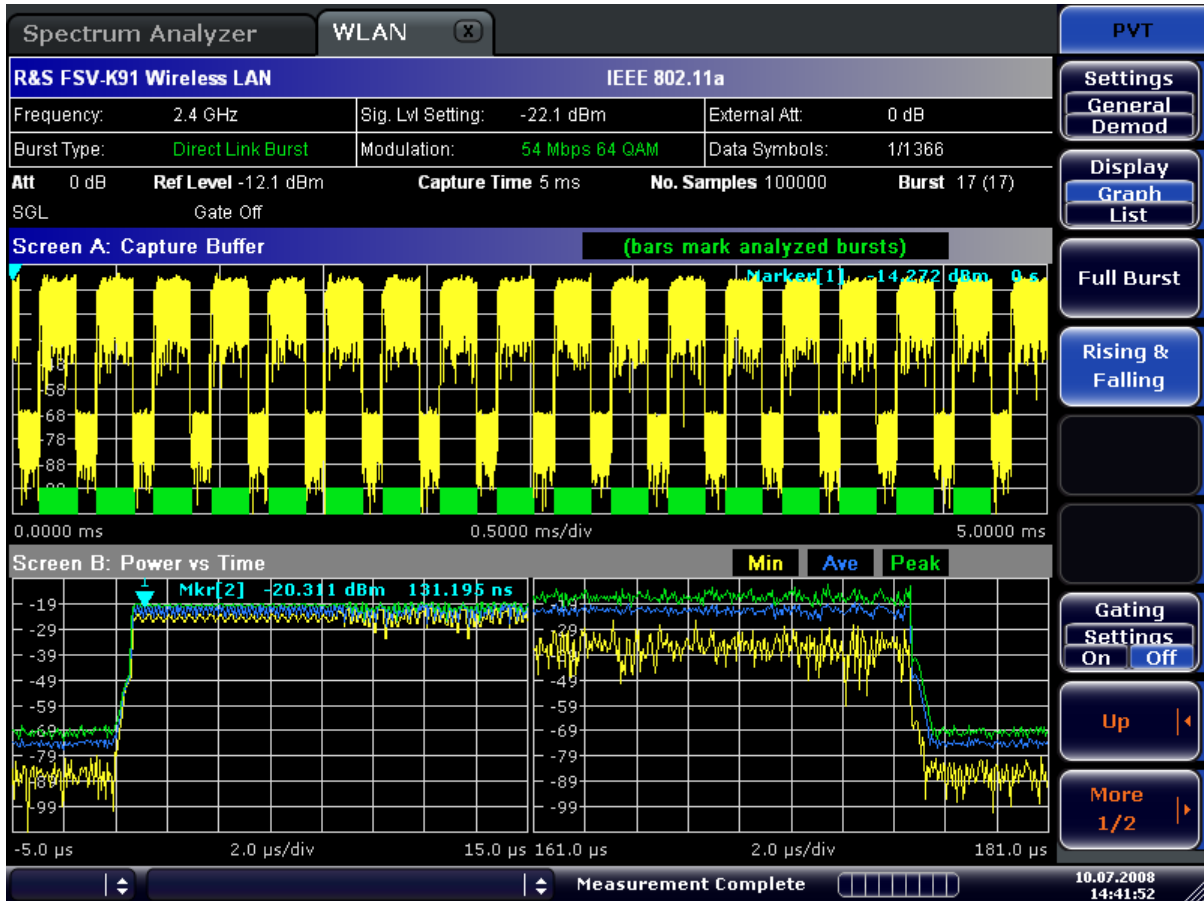 Spectrum Analyzer WLAN X
PVT
R&S FSV-K91 Wireless LAN IEEE 802.11a
Frequency: 2.4 GHz Sig. Lvl Setting: -22.1 dBm External Att: 0 dB
Burst Type: Direct Link Burst Modulation: 54 Mbps 64 QAM Data Symbols: 1/1366
Att 0 dB Ref Level -12.1 dBm Capture Time 5 ms No. Samples 100000 Burst 17 (17)
SGL Gate Off
Screen A: Capture Buffer (bars mark analyzed bursts)
Marker[1] -14.272 dBm 0 s
-58
-68
-78
-88
0.0000 ms 0.5000 ms/div 5.0000 ms
Screen B: Power vs Time Min Ave Peak
1
Mkr[2] -20.311 dBm 131.195 ns
-19
-29 -29
-39 -39
-49 -49
-59 -59
-69 -69
-79 -79
-89 -89
-99 -99
-5.0 µs 2.0 µs/div 15.0 µs 161.0 µs 2.0 µs/div 181.0 µs
Measurement Complete
10.07.2008
14:41:52
Settings
General
Demod
Display
Graph
List
Full Burst
Rising &
Falling
Gating
Settings
On Off
Up
More
1/2